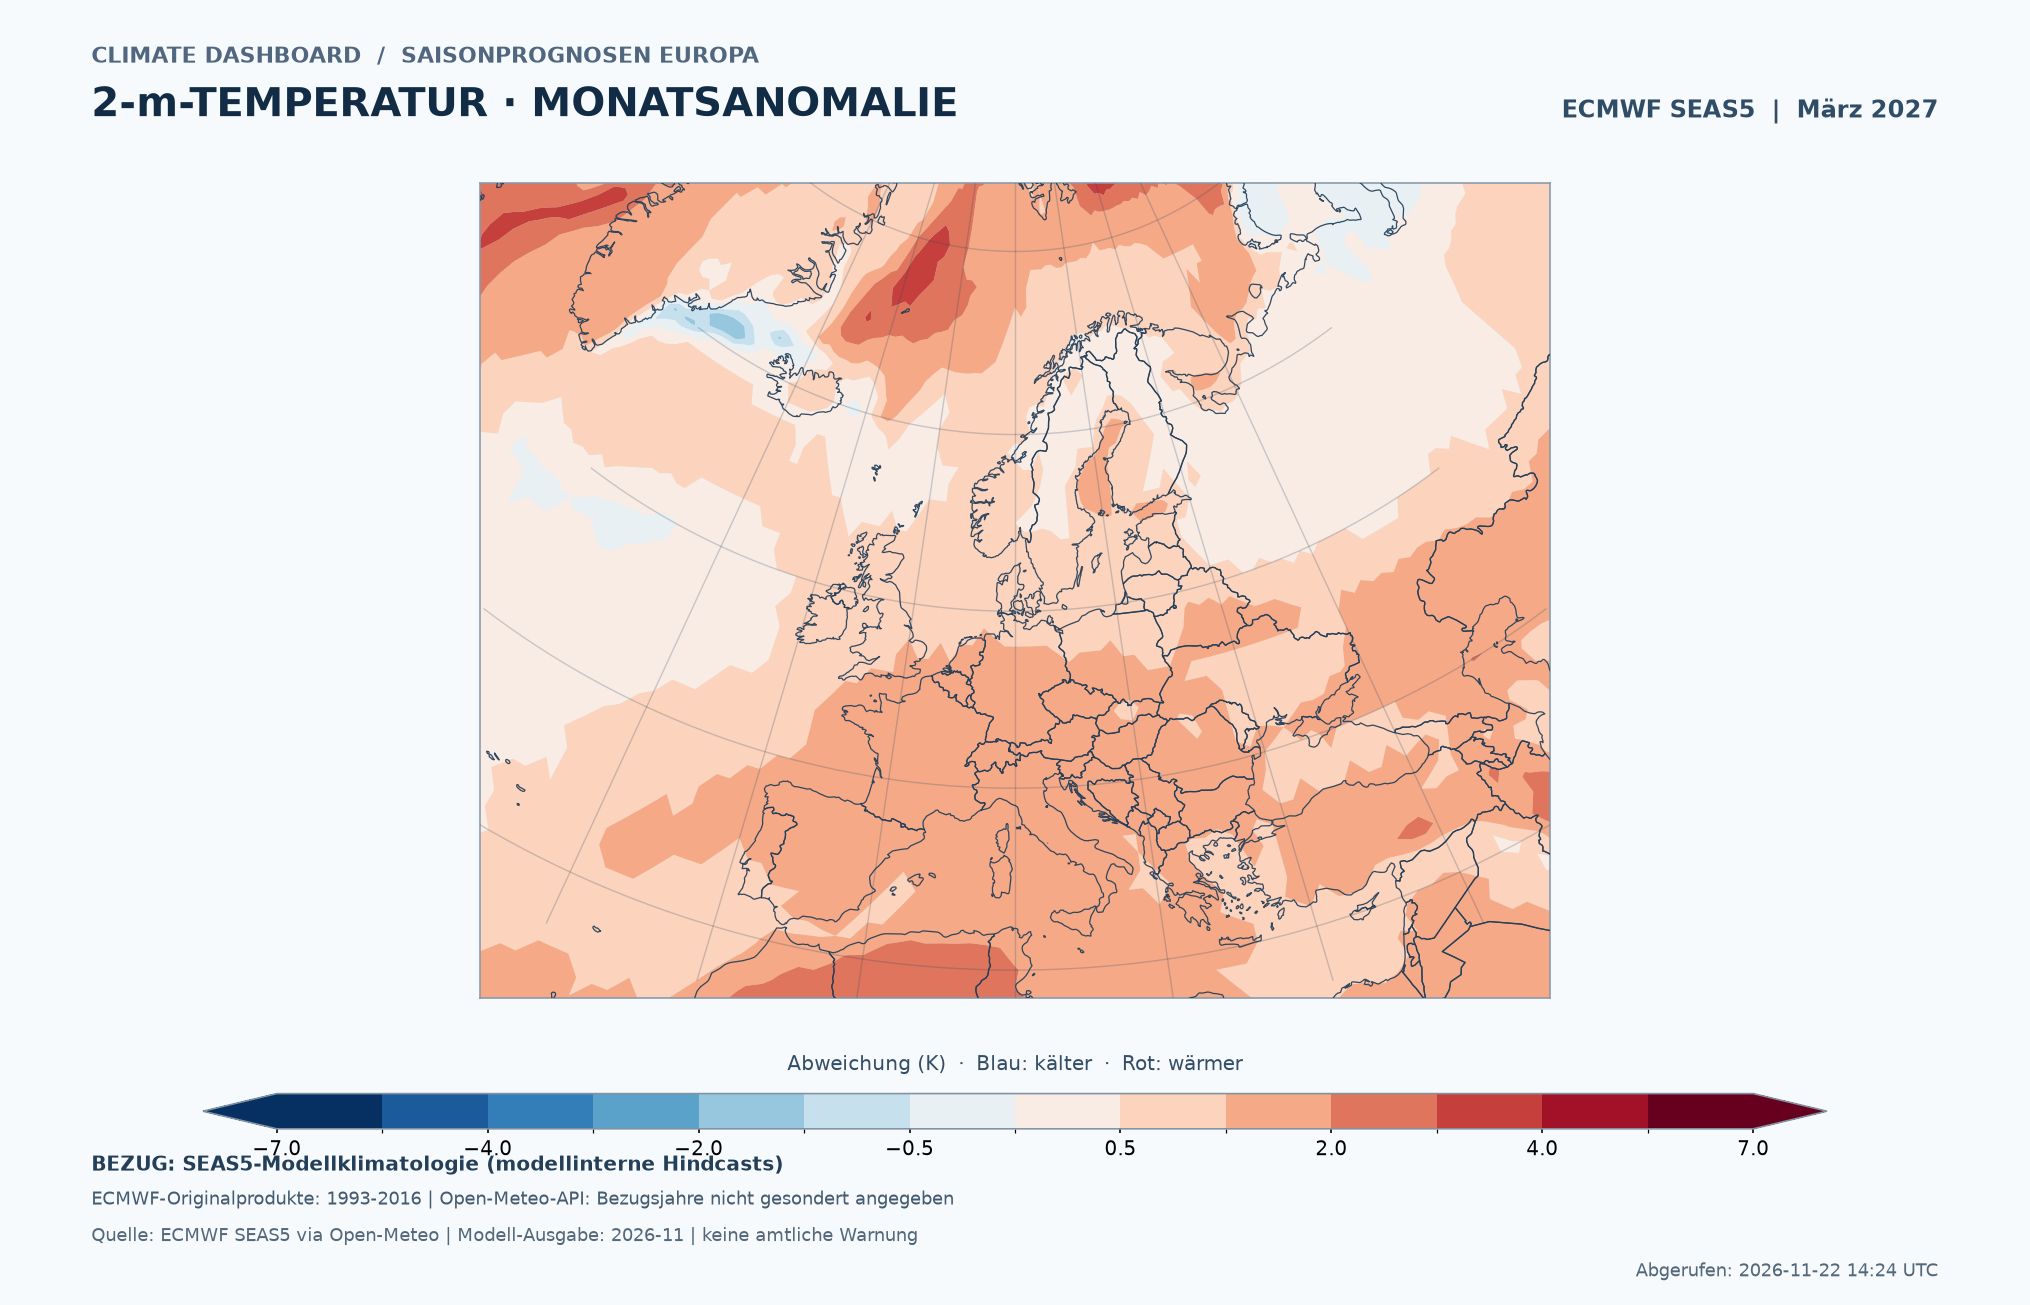 CLIMATE DASHBOARD / SAISONPROGNOSEN EUROPA
2-m-TEMPERATUR · MONATSANOMALIE
ECMWF SEAS5 | März 2027
Abweichung (K) · Blau: kälter · Rot: wärmer
−7.0 −4.0 −2.0 −0.5 0.5 2.0 4.0 7.0
BEZUG: SEAS5-Modellklimatologie (modellinterne Hindcasts)
ECMWF-Originalprodukte: 1993-2016 | Open-Meteo-API: Bezugsjahre nicht gesondert angegeben
Quelle: ECMWF SEAS5 via Open-Meteo | Modell-Ausgabe: 2026-11 | keine amtliche Warnung
Abgerufen: 2026-11-22 14:24 UTC